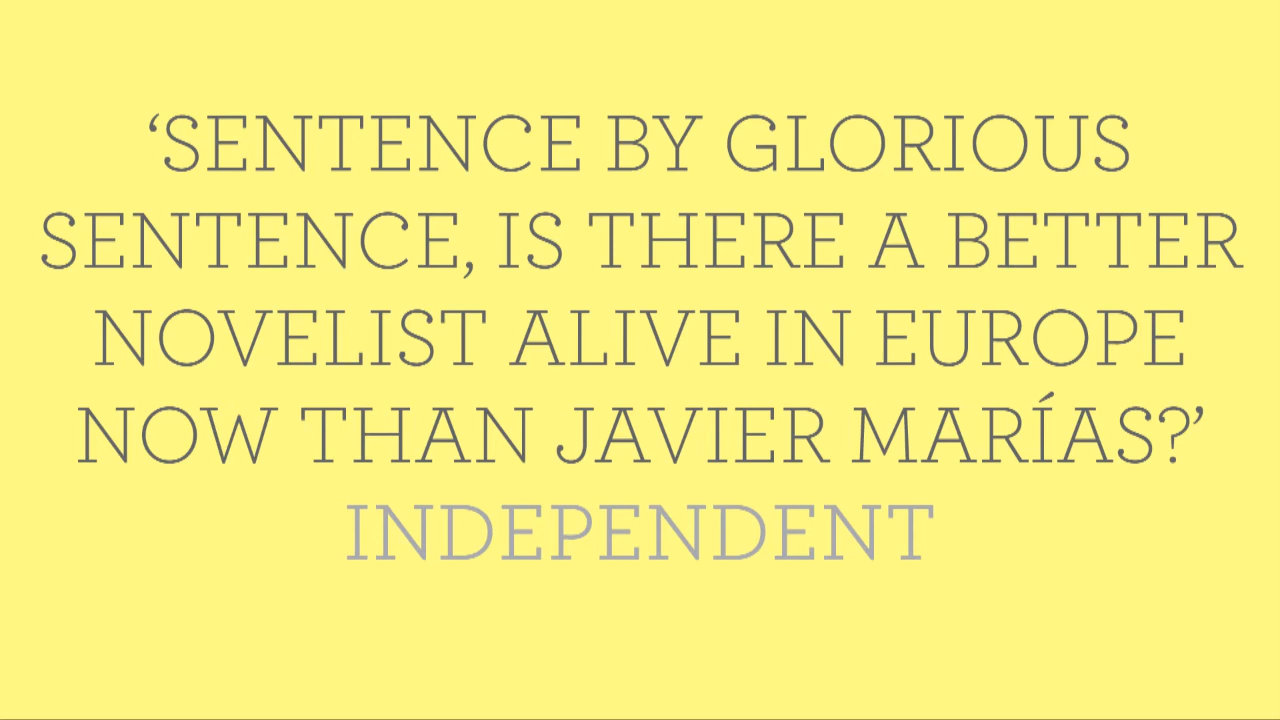 ‘SENTENCE BY GLORIOUS
SENTENCE, IS THERE A BETTER
NOVELIST ALIVE IN EUROPE
NOW THAN JAVIER MARÍAS?’
INDEPENDENT